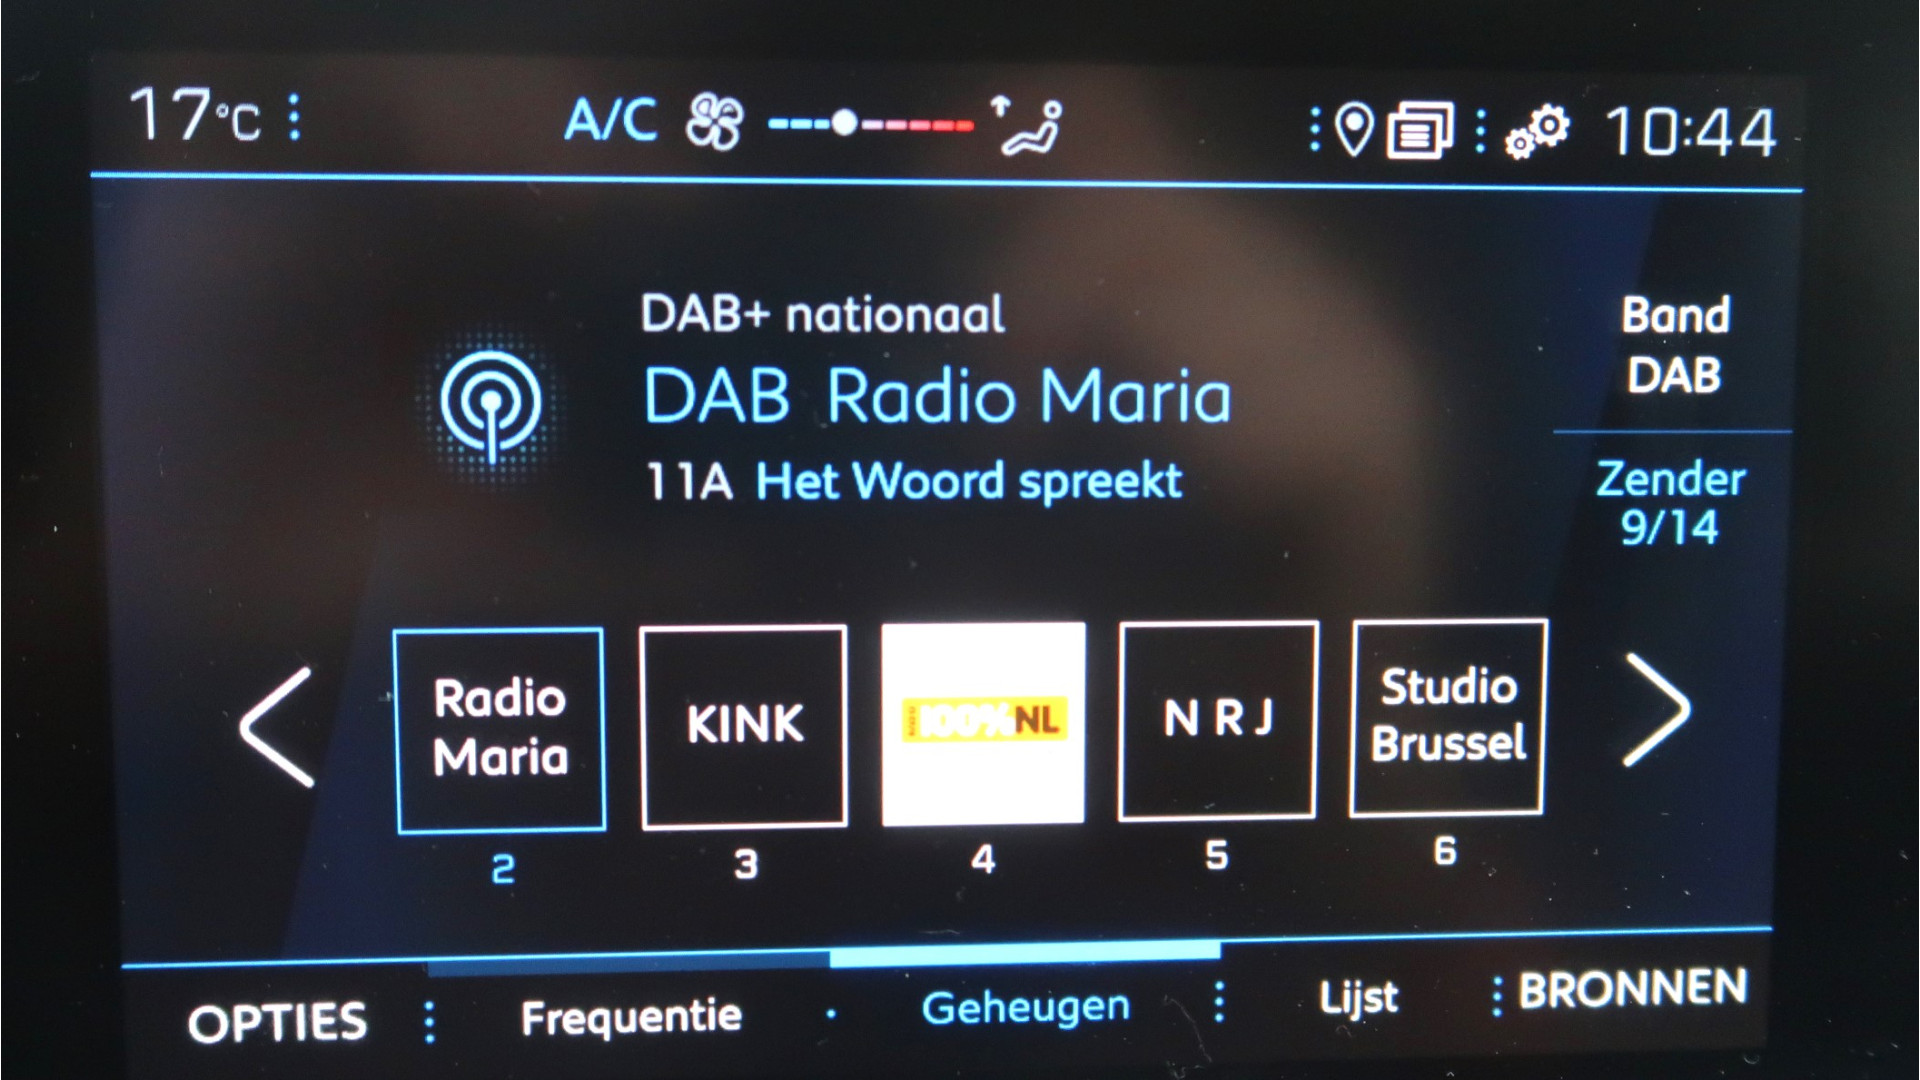 17°C
A/C
10:44
DAB+ nationaal
DAB Radio Maria
11A Het Woord spreekt
Band
DAB
Zender
9/14
Radio
Maria
KINK
100%NL
N R J
Studio
Brussel
2
3
4
5
6
OPTIES
Frequentie
Geheugen
Lijst
BRONNEN